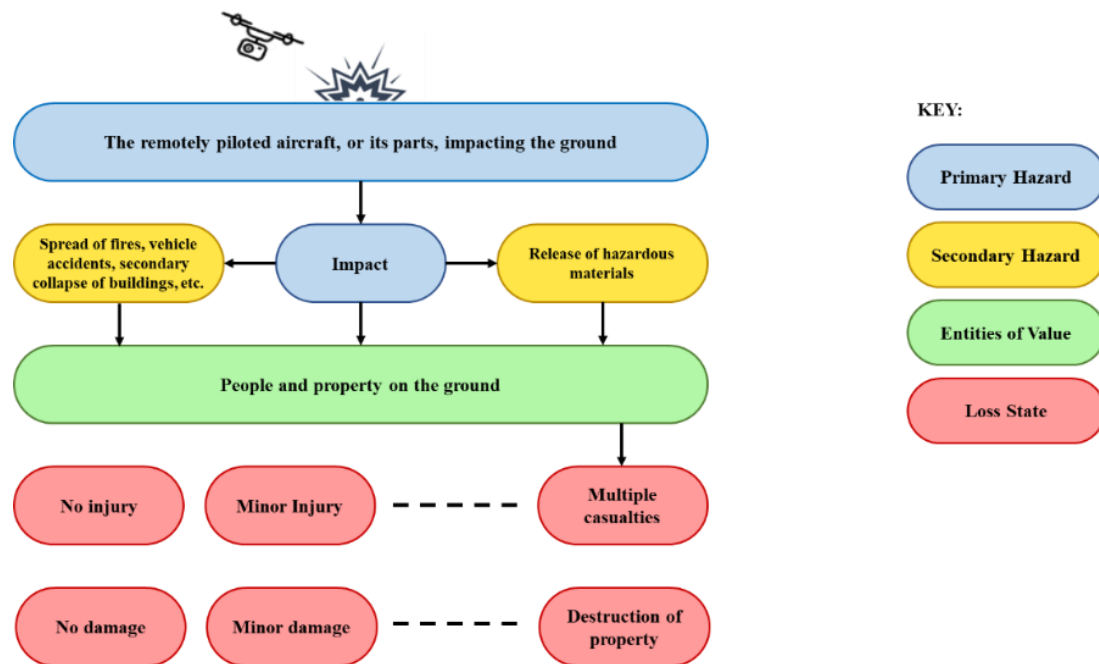 The remotely piloted aircraft, or its parts, impacting the ground
KEY:
Primary Hazard
Spread of fires, vehicle
accidents, secondary
collapse of buildings, etc.
Impact
Release of hazardous
materials
Secondary Hazard
Entities of Value
People and property on the ground
Loss State
No injury
Minor Injury
Multiple
casualties
No damage
Minor damage
Destruction of
property